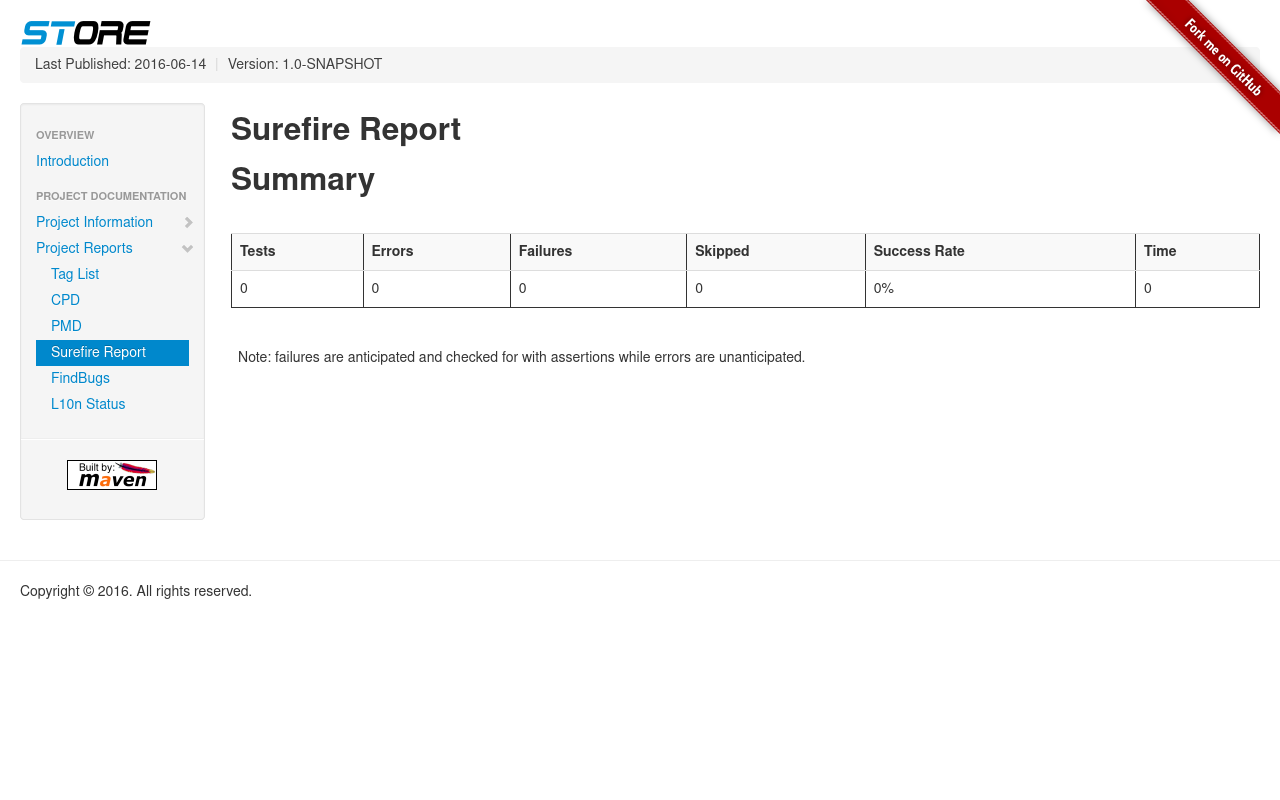 STORE
Fork me on GitHub
Last Published: 2016-06-14 | Version: 1.0-SNAPSHOT
OVERVIEW
Introduction
PROJECT DOCUMENTATION
Project Information
Project Reports
Tag List
CPD
PMD
Surefire Report
FindBugs
L10n Status
Built by:
maven
Surefire Report
Summary
Tests Errors Failures Skipped Success Rate Time
0 0 0 0 0% 0
Note: failures are anticipated and checked for with assertions while errors are unanticipated.
Copyright © 2016. All rights reserved.